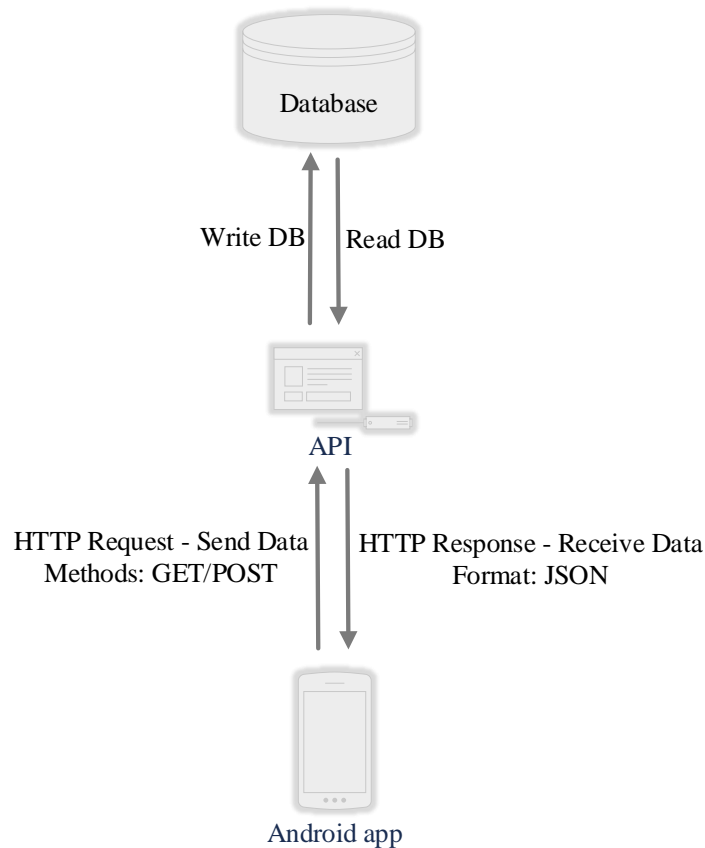 Database
Write DB
Read DB
API
HTTP Request - Send Data
Methods: GET/POST
HTTP Response - Receive Data
Format: JSON
Android app